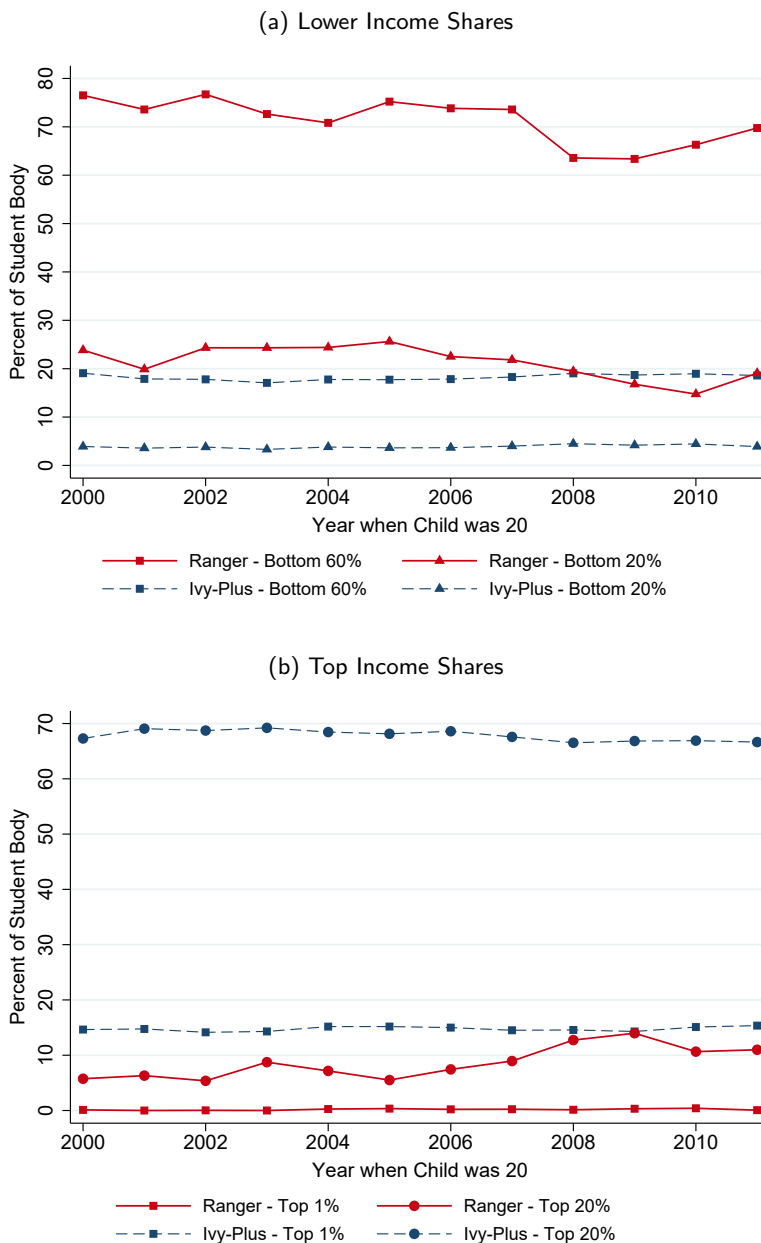 (a) Lower Income Shares
Percent of Student Body
80
70
60
50
40
30
20
10
0
2000 2002 2004 2006 2008 2010
Year when Child was 20
Ranger - Bottom 60% Ranger - Bottom 20%
Ivy-Plus - Bottom 60% Ivy-Plus - Bottom 20%
(b) Top Income Shares
Percent of Student Body
70
60
50
40
30
20
10
0
2000 2002 2004 2006 2008 2010
Year when Child was 20
Ranger - Top 1% Ranger - Top 20%
Ivy-Plus - Top 1% Ivy-Plus - Top 20%